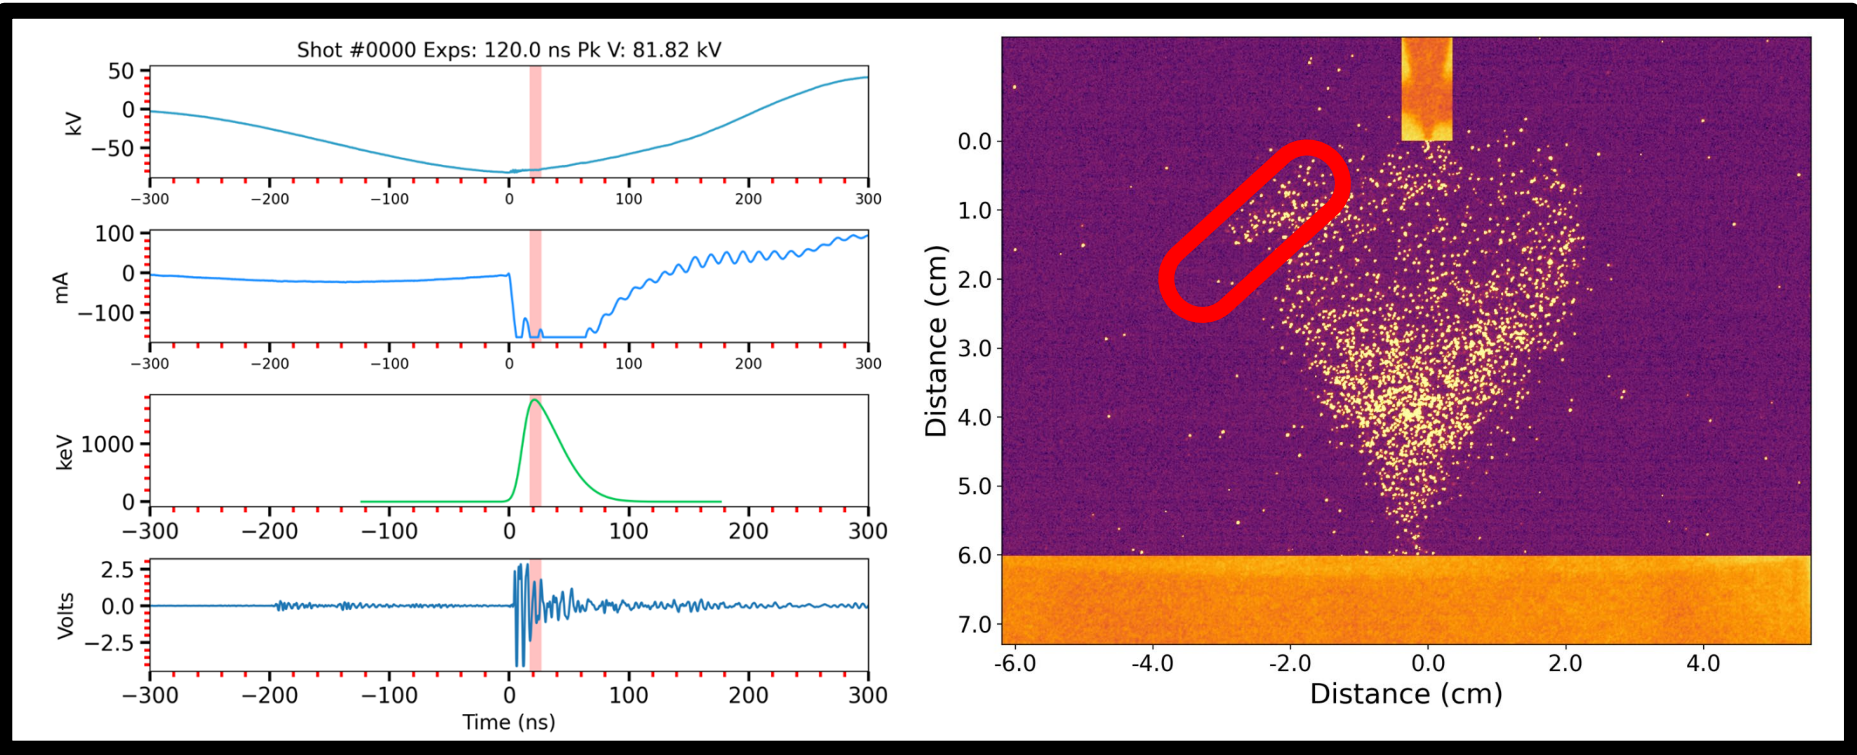 Shot #0000 Exps: 120.0 ns Pk V: 81.82 kV
50
0
−50
kV
−300 −200 −100 0 100 200 300
100
0
−100
mA
−300 −200 −100 0 100 200 300
1000
0
keV
−300 −200 −100 0 100 200 300
2.5
0.0
−2.5
Volts
−300 −200 −100 0 100 200 300
Time (ns)
0.0
1.0
2.0
3.0
4.0
5.0
6.0
7.0
Distance (cm)
-6.0 -4.0 -2.0 0.0 2.0 4.0
Distance (cm)